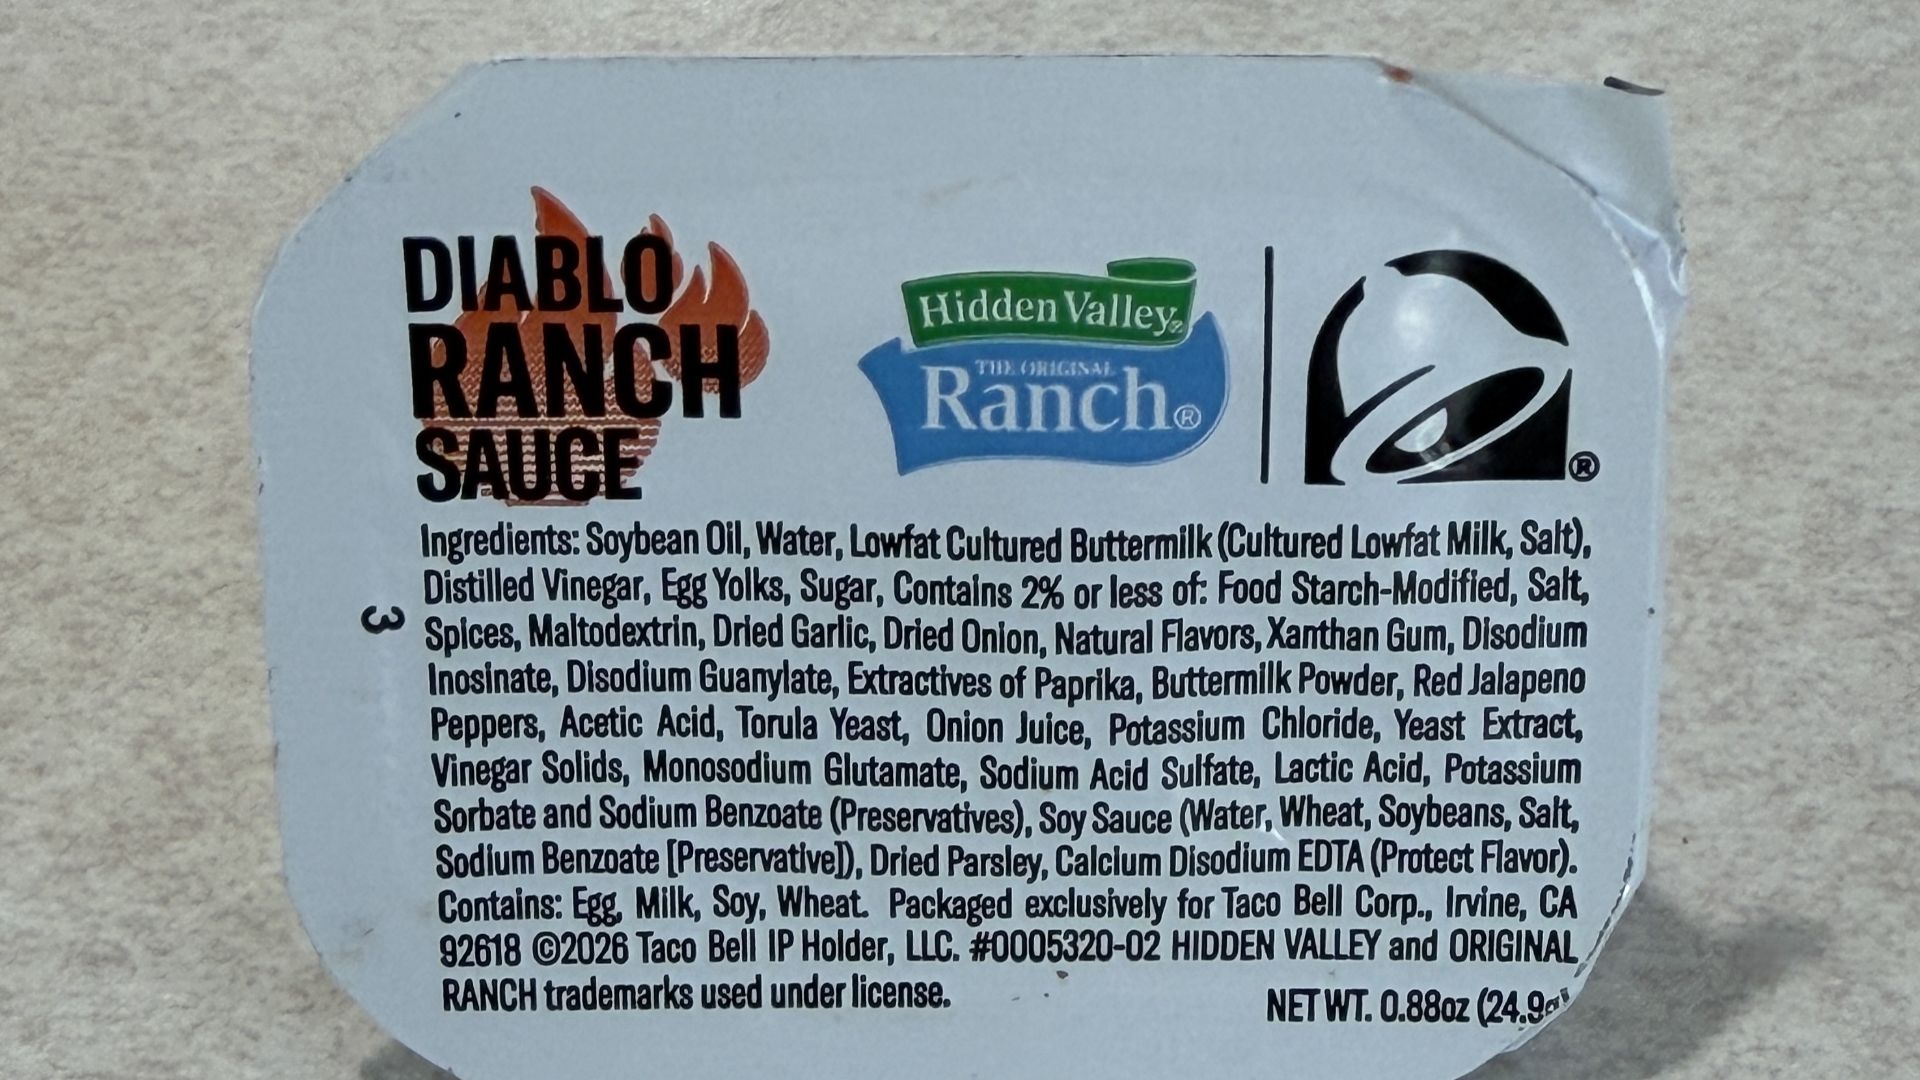 DIABLO
RANCH
SAUCE
Hidden Valley®
THE ORIGINAL
Ranch®
®
Ingredients: Soybean Oil, Water, Lowfat Cultured Buttermilk (Cultured Lowfat Milk, Salt),
Distilled Vinegar, Egg Yolks, Sugar, Contains 2% or less of: Food Starch-Modified, Salt,
Spices, Maltodextrin, Dried Garlic, Dried Onion, Natural Flavors, Xanthan Gum, Disodium
Inosinate, Disodium Guanylate, Extractives of Paprika, Buttermilk Powder, Red Jalapeno
Peppers, Acetic Acid, Torula Yeast, Onion Juice, Potassium Chloride, Yeast Extract,
Vinegar Solids, Monosodium Glutamate, Sodium Acid Sulfate, Lactic Acid, Potassium
Sorbate and Sodium Benzoate (Preservatives), Soy Sauce (Water, Wheat, Soybeans, Salt,
Sodium Benzoate [Preservative]), Dried Parsley, Calcium Disodium EDTA (Protect Flavor).
Contains: Egg, Milk, Soy, Wheat. Packaged exclusively for Taco Bell Corp., Irvine, CA
92618 ©2026 Taco Bell IP Holder, LLC. #0005320-02 HIDDEN VALLEY and ORIGINAL
RANCH trademarks used under license.
NET WT. 0.88oz (24.9g)
3